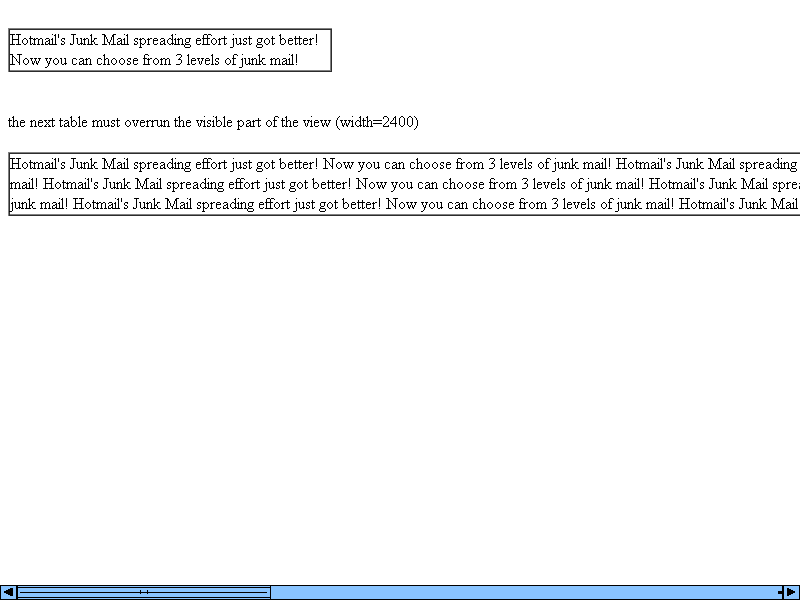 Hotmail's Junk Mail spreading effort just got better!
Now you can choose from 3 levels of junk mail!
the next table must overrun the visible part of the view (width=2400)
Hotmail's Junk Mail spreading effort just got better! Now you can choose from 3 levels of junk mail! Hotmail's Junk Mail spreading
mail! Hotmail's Junk Mail spreading effort just got better! Now you can choose from 3 levels of junk mail! Hotmail's Junk Mail
junk mail! Hotmail's Junk Mail spreading effort just got better! Now you can choose from 3 levels of junk mail! Hotmail's Junk Mail